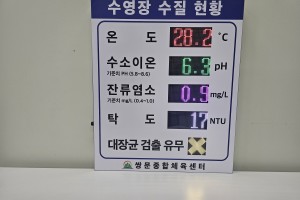 수영장 수질 현황
온 도 28.2 ℃
수소이온 6.3 pH
기준치 PH (5.8~8.6)
잔류염소 0.9 mg/L
기준치 mg/L (0.4~1.0)
탁 도 17 NTU
대장균 검출 유무 X
쌍문종합체육센터